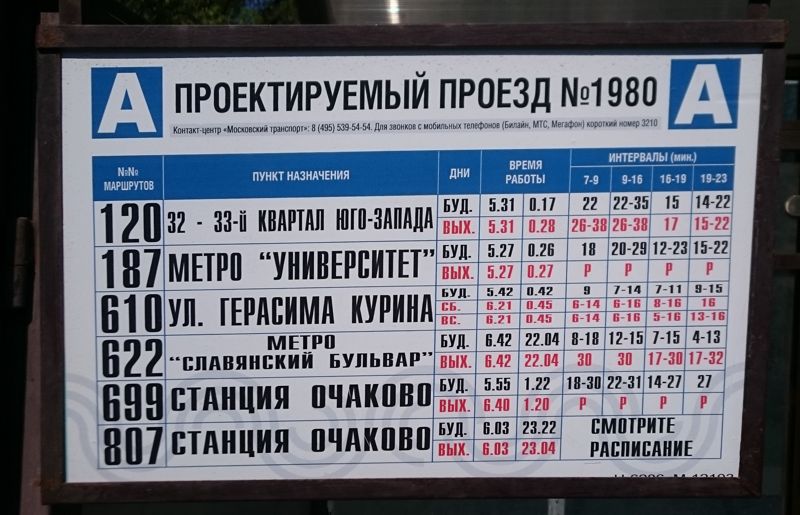 А ПРОЕКТИРУЕМЫЙ ПРОЕЗД №1980 А
Контакт-центр «Московский транспорт»: 8 (495) 539-54-54. Для звонков с мобильных телефонов (Билайн, МТС, Мегафон) короткий номер 3210
№№ МАРШРУТОВ ПУНКТ НАЗНАЧЕНИЯ ДНИ ВРЕМЯ РАБОТЫ ИНТЕРВАЛЫ (мин.)
7-9 9-16 16-19 19-23
120 32 - 33-й КВАРТАЛ ЮГО-ЗАПАДА БУД. 5.31 0.17 22 22-35 15 14-22
ВЫХ. 5.31 0.28 26-38 26-38 17 15-22
187 МЕТРО "УНИВЕРСИТЕТ" БУД. 5.27 0.26 18 20-29 12-23 15-22
ВЫХ. 5.27 0.27 Р Р Р Р
610 УЛ. ГЕРАСИМА КУРИНА БУД. 5.42 0.42 9 7-14 7-11 9-15
СБ. 6.21 0.45 6-14 6-16 8-16 16
ВС. 6.21 0.45 6-14 6-16 5-16 13-16
622 МЕТРО БУД. 6.42 22.04 8-18 12-15 7-15 4-13
"СЛАВЯНСКИЙ БУЛЬВАР" ВЫХ. 6.42 22.04 30 30 17-30 17-32
699 СТАНЦИЯ ОЧАКОВО БУД. 5.55 1.22 18-30 22-31 14-27 27
ВЫХ. 6.40 1.20 Р Р Р Р
807 СТАНЦИЯ ОЧАКОВО БУД. 6.03 23.22 СМОТРИТЕ
ВЫХ. 6.03 23.04 РАСПИСАНИЕ